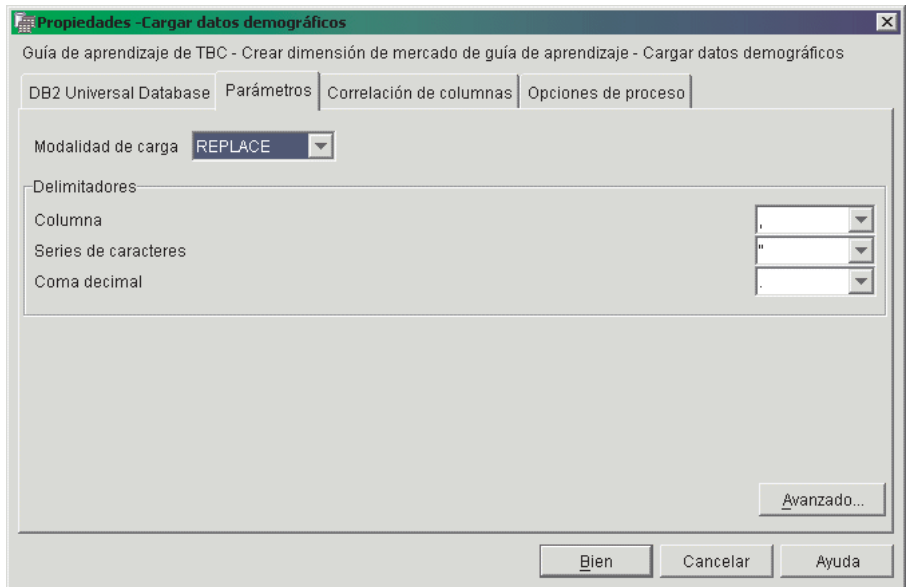 Propiedades -Cargar datos demográficos
Guía de aprendizaje de TBC - Crear dimensión de mercado de guía de aprendizaje - Cargar datos demográficos
DB2 Universal Database Parámetros Correlación de columnas Opciones de proceso
Modalidad de carga REPLACE
Delimitadores
Columna ,
Series de caracteres "
Coma decimal .
Avanzado...
Bien Cancelar Ayuda